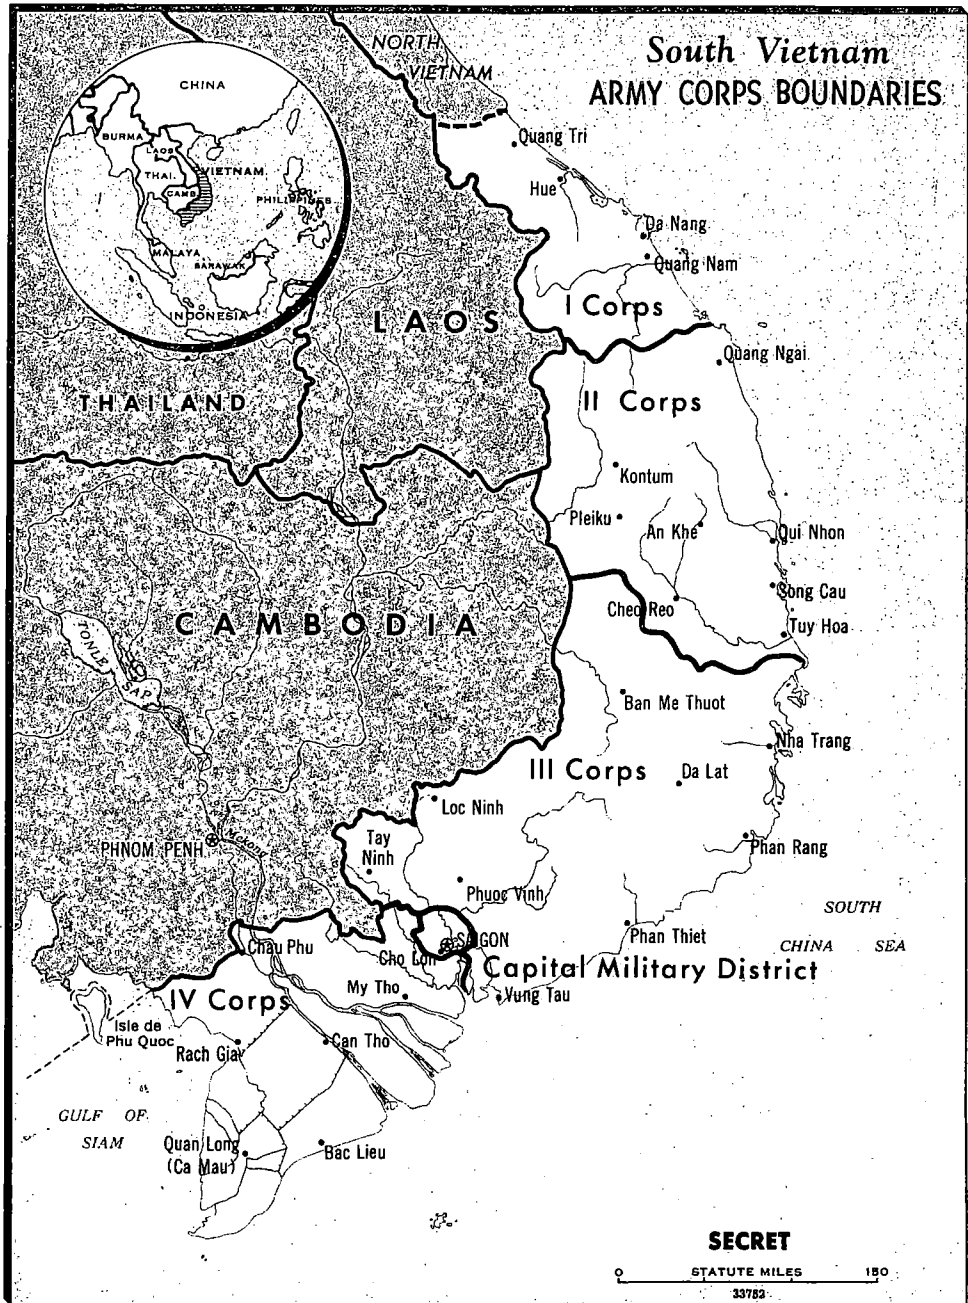 South Vietnam
ARMY CORPS BOUNDARIES
NORTH
VIETNAM
CHINA
BURMA
LAOS
THAI.
VIETNAM
CAMB
PHILIPPINES
MALAYA
SARAWAK
INDONESIA
Quang Tri
Hue
Da Nang
Quang Nam
I Corps
LAOS
Quang Ngai
THAILAND
II Corps
Kontum
Pleiku
An Khe
Qui Nhon
Song Cau
Cheo Reo
Tuy Hoa
CAMBODIA
TONLE
SAP
Ban Me Thuot
Nha Trang
III Corps
Da Lat
Loc Ninh
Tay
Ninh
PHNOM PENH
Mekong
Phan Rang
Phuoc Vinh
SOUTH
CHINA SEA
Phan Thiet
SAIGON
Chau Phu
Cho Lon
Capital Military District
My Tho
Vung Tau
IV Corps
Isle de
Phu Quoc
Rach Gia
Can Tho
GULF OF
SIAM
Quan Long
(Ca Mau)
Bac Lieu
SECRET
STATUTE MILES
0 150
33752